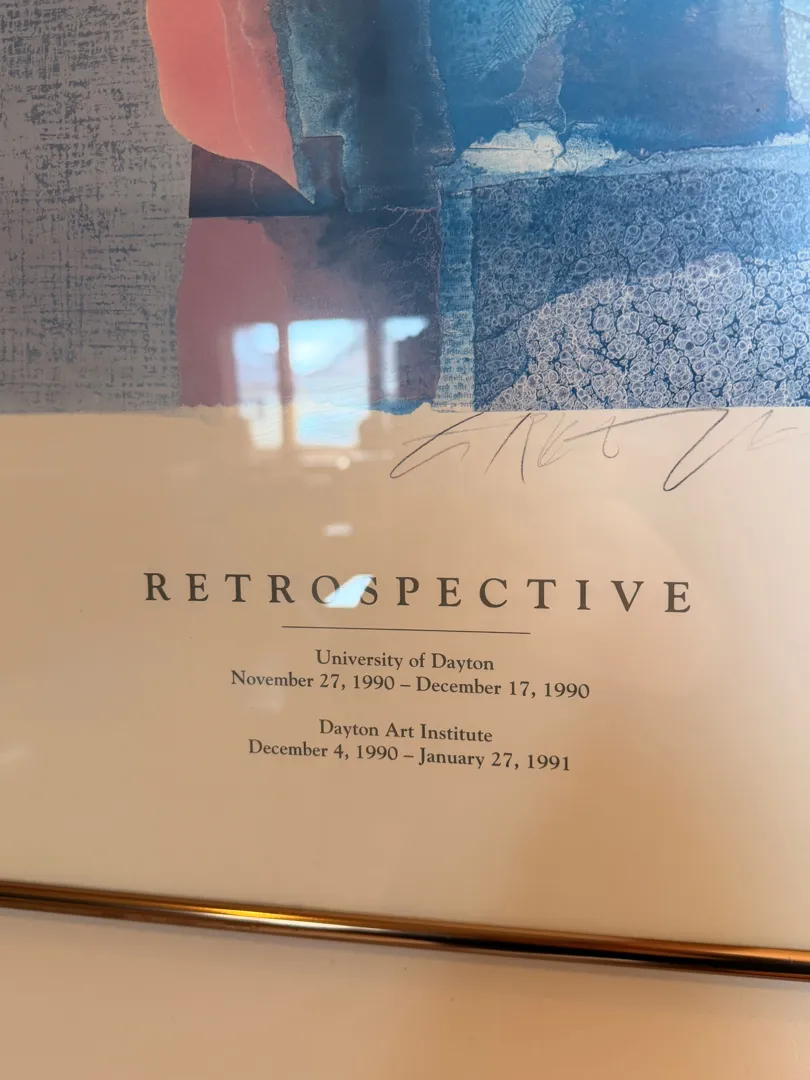 RETROSPECTIVE
University of Dayton
November 27, 1990 – December 17, 1990
Dayton Art Institute
December 4, 1990 – January 27, 1991